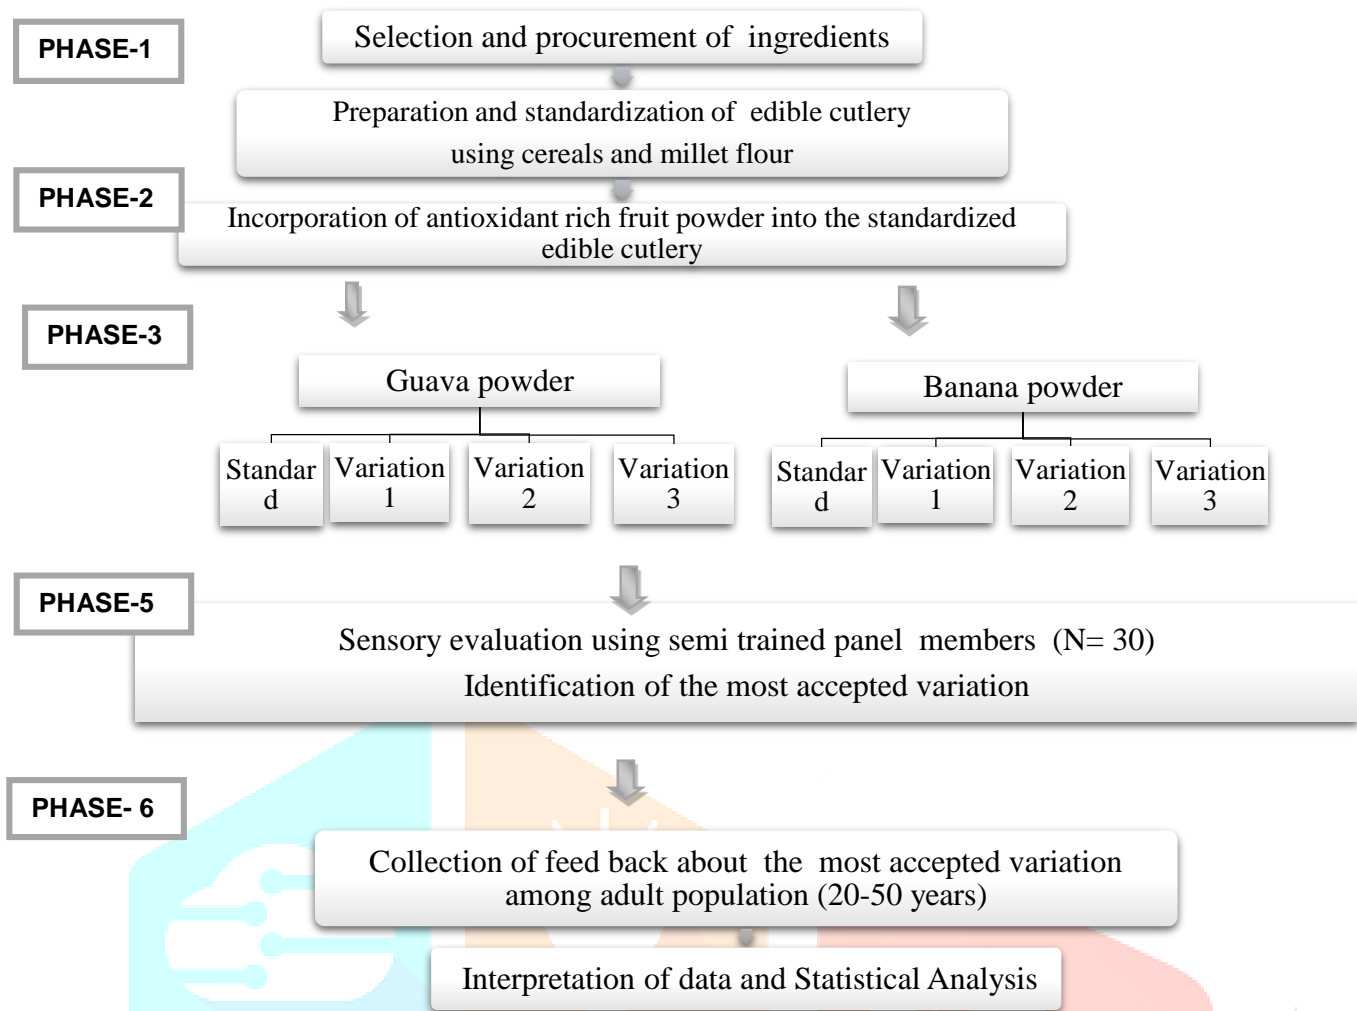 PHASE-1
Selection and procurement of ingredients
Preparation and standardization of edible cutlery
using cereals and millet flour
PHASE-2
Incorporation of antioxidant rich fruit powder into the standardized
edible cutlery
PHASE-3
Guava powder
Banana powder
Standar
d
Variation
1
Variation
2
Variation
3
Standar
d
Variation
1
Variation
2
Variation
3
PHASE-5
Sensory evaluation using semi trained panel members (N= 30)
Identification of the most accepted variation
PHASE- 6
Collection of feed back about the most accepted variation
among adult population (20-50 years)
Interpretation of data and Statistical Analysis